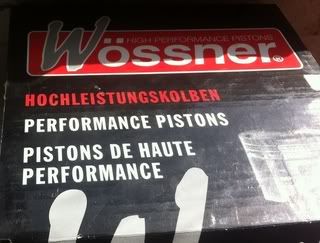 HIGH PERFORMANCE PISTONS
Wössner®
HOCHLEISTUNGSKOLBEN
PERFORMANCE PISTONS
PISTONS DE HAUTE
PERFORMANCE
W